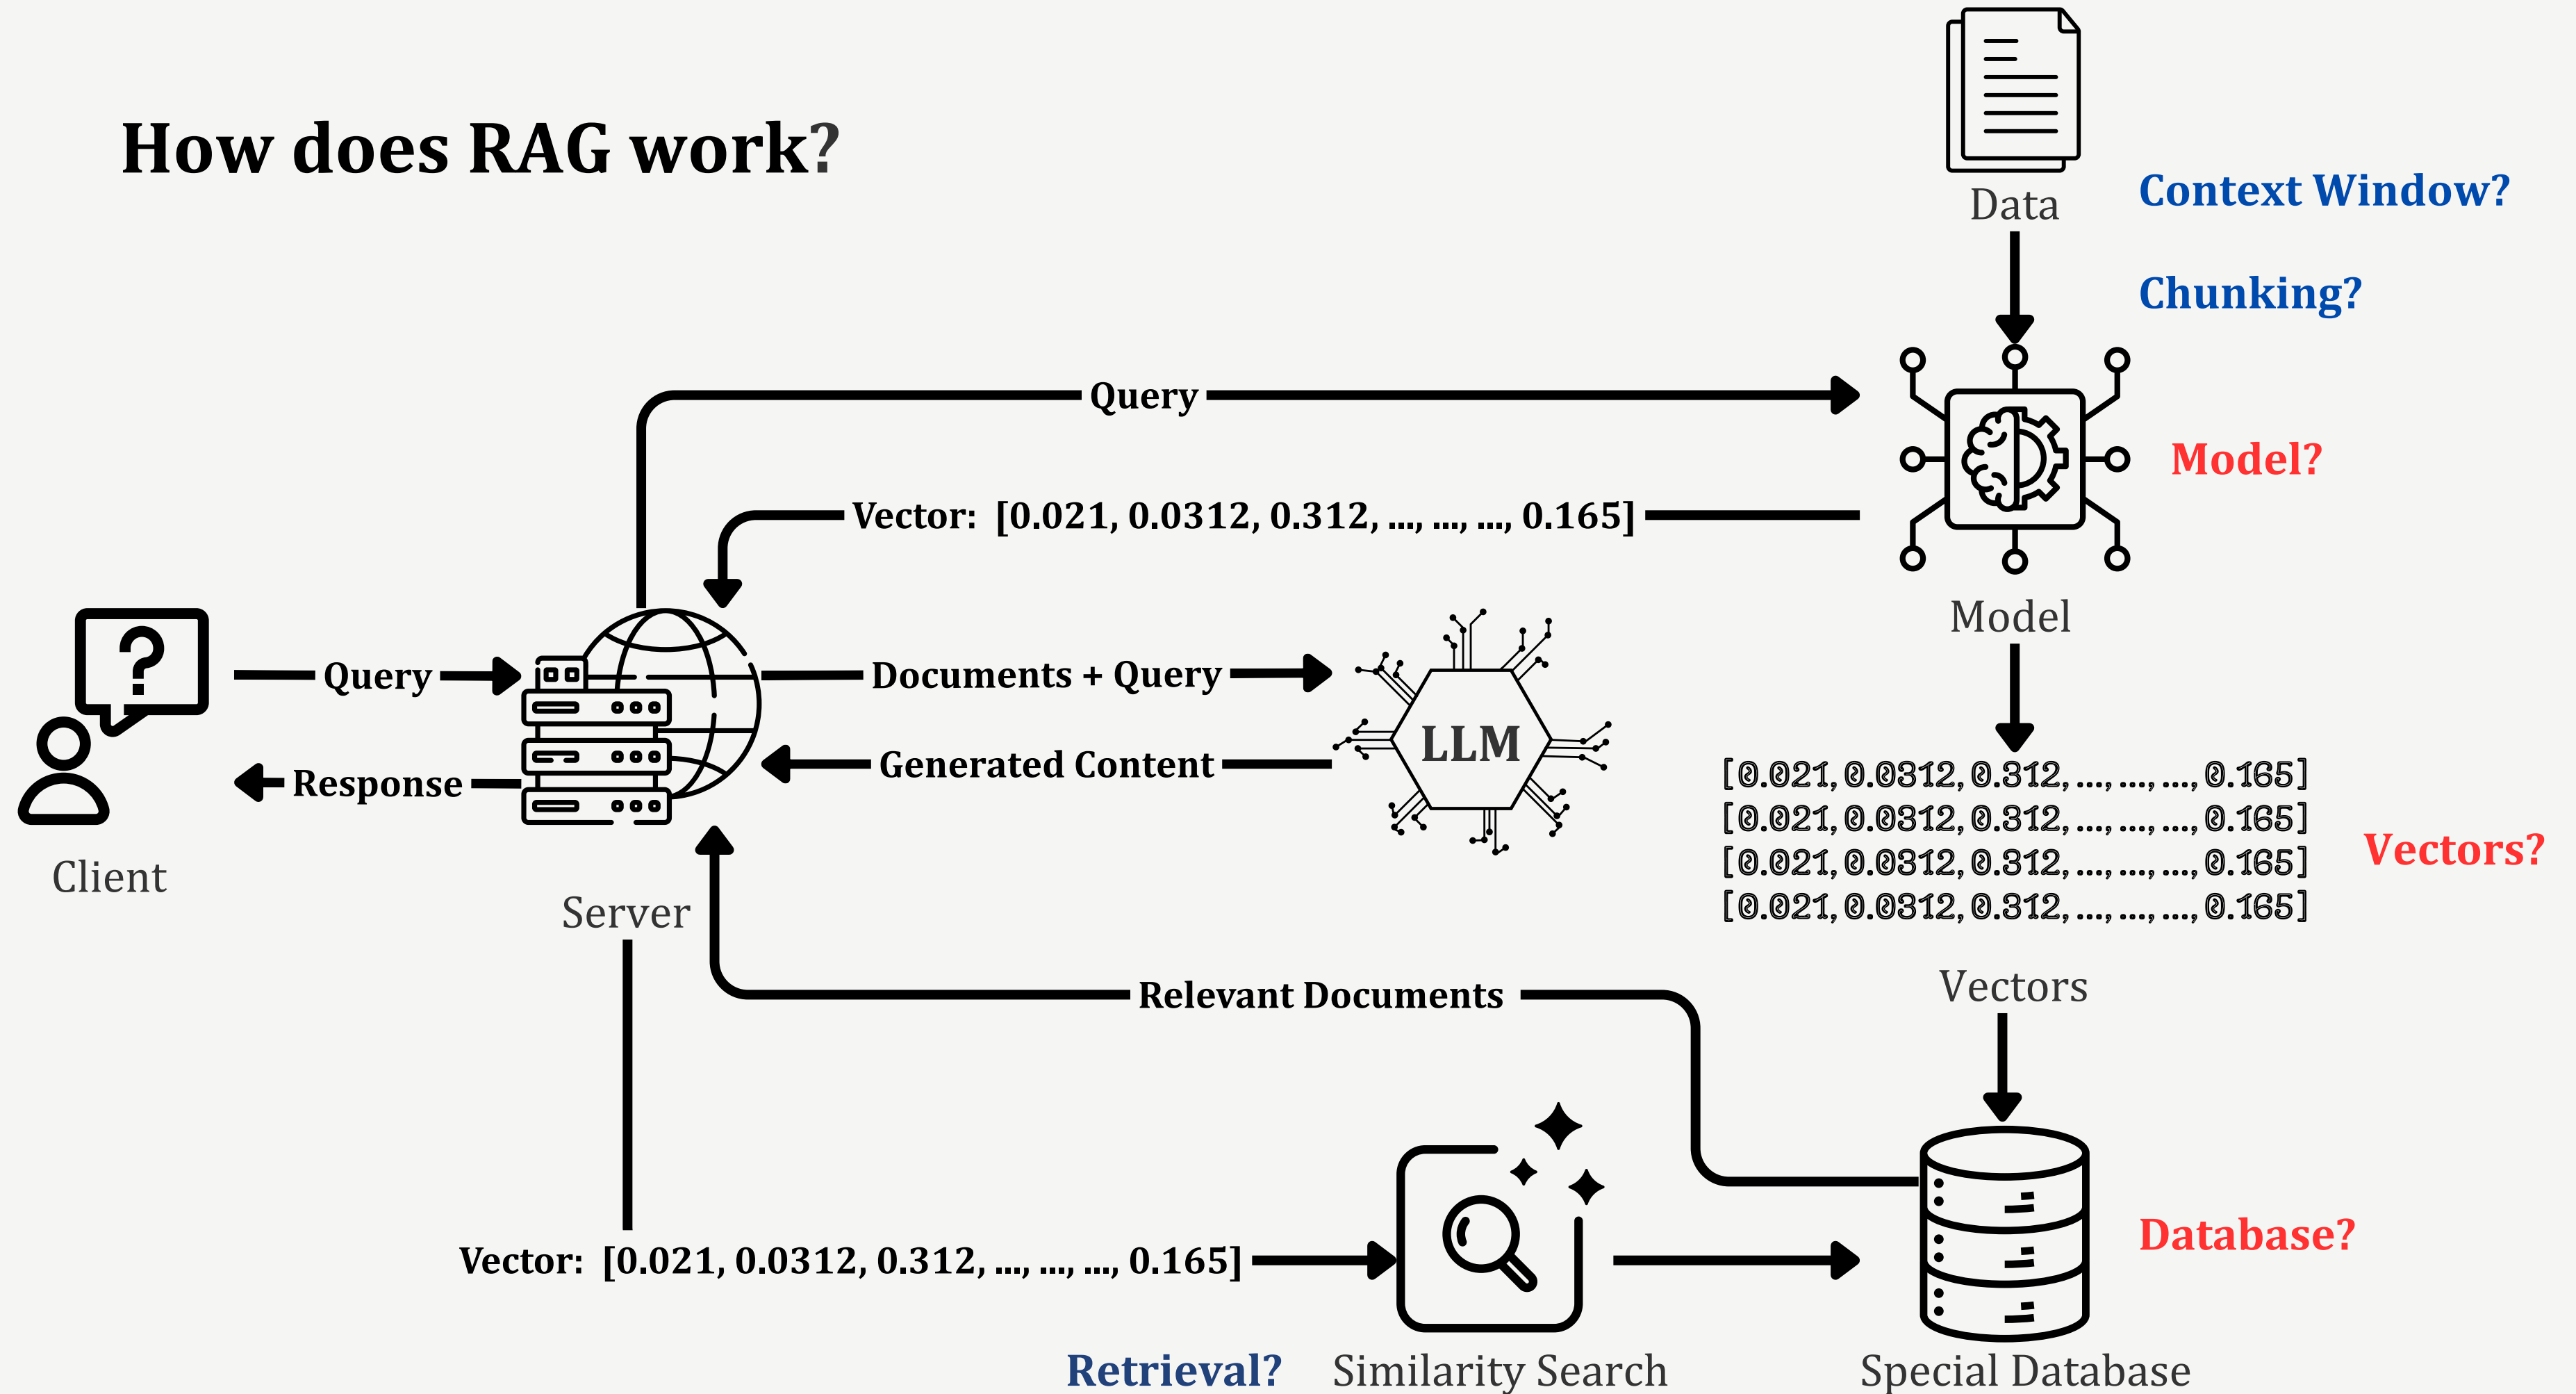 How does RAG work?
Data
Context Window?
Chunking?
Query
Model?
Vector: [0.021, 0.0312, 0.312, ..., ..., ..., 0.165]
Model
?
Query
Documents + Query
LLM
Generated Content
Response
Client
Server
[0.021, 0.0312, 0.312, ..., ..., ..., 0.165]
[0.021, 0.0312, 0.312, ..., ..., ..., 0.165]
[0.021, 0.0312, 0.312, ..., ..., ..., 0.165]
[0.021, 0.0312, 0.312, ..., ..., ..., 0.165]
Vectors?
Vectors
Relevant Documents
Vector: [0.021, 0.0312, 0.312, ..., ..., ..., 0.165]
Database?
Retrieval?
Similarity Search
Special Database